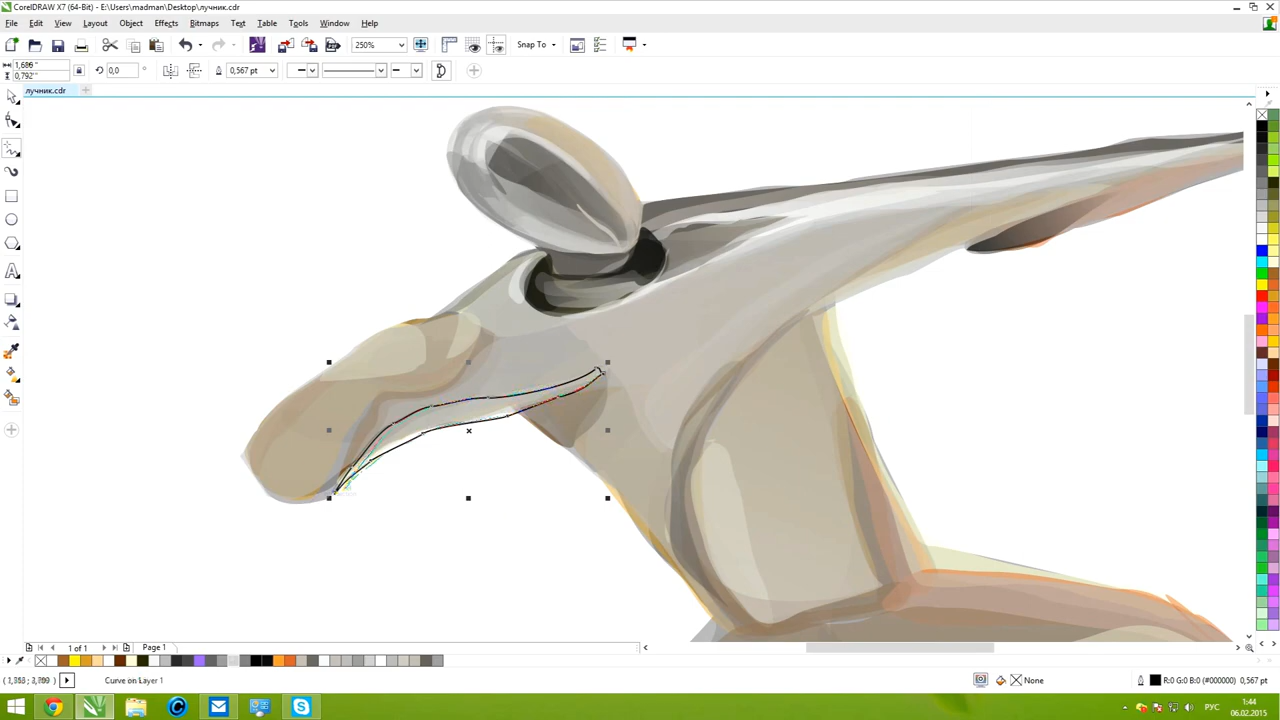 CorelDRAW X7 (64-Bit) - E:\Users\madman\Desktop\лучник.cdr
File Edit View Layout Object Effects Bitmaps Text Table Tools Window Help
250% Snap To
1,686 "
0,792 "
0,0 ° 0,567 pt
лучник.cdr
1 of 1 Page 1
Curve on Layer 1 None R:0 G:0 B:0 (#000000) 0,567 pt
РУС 1:44
06.02.2015